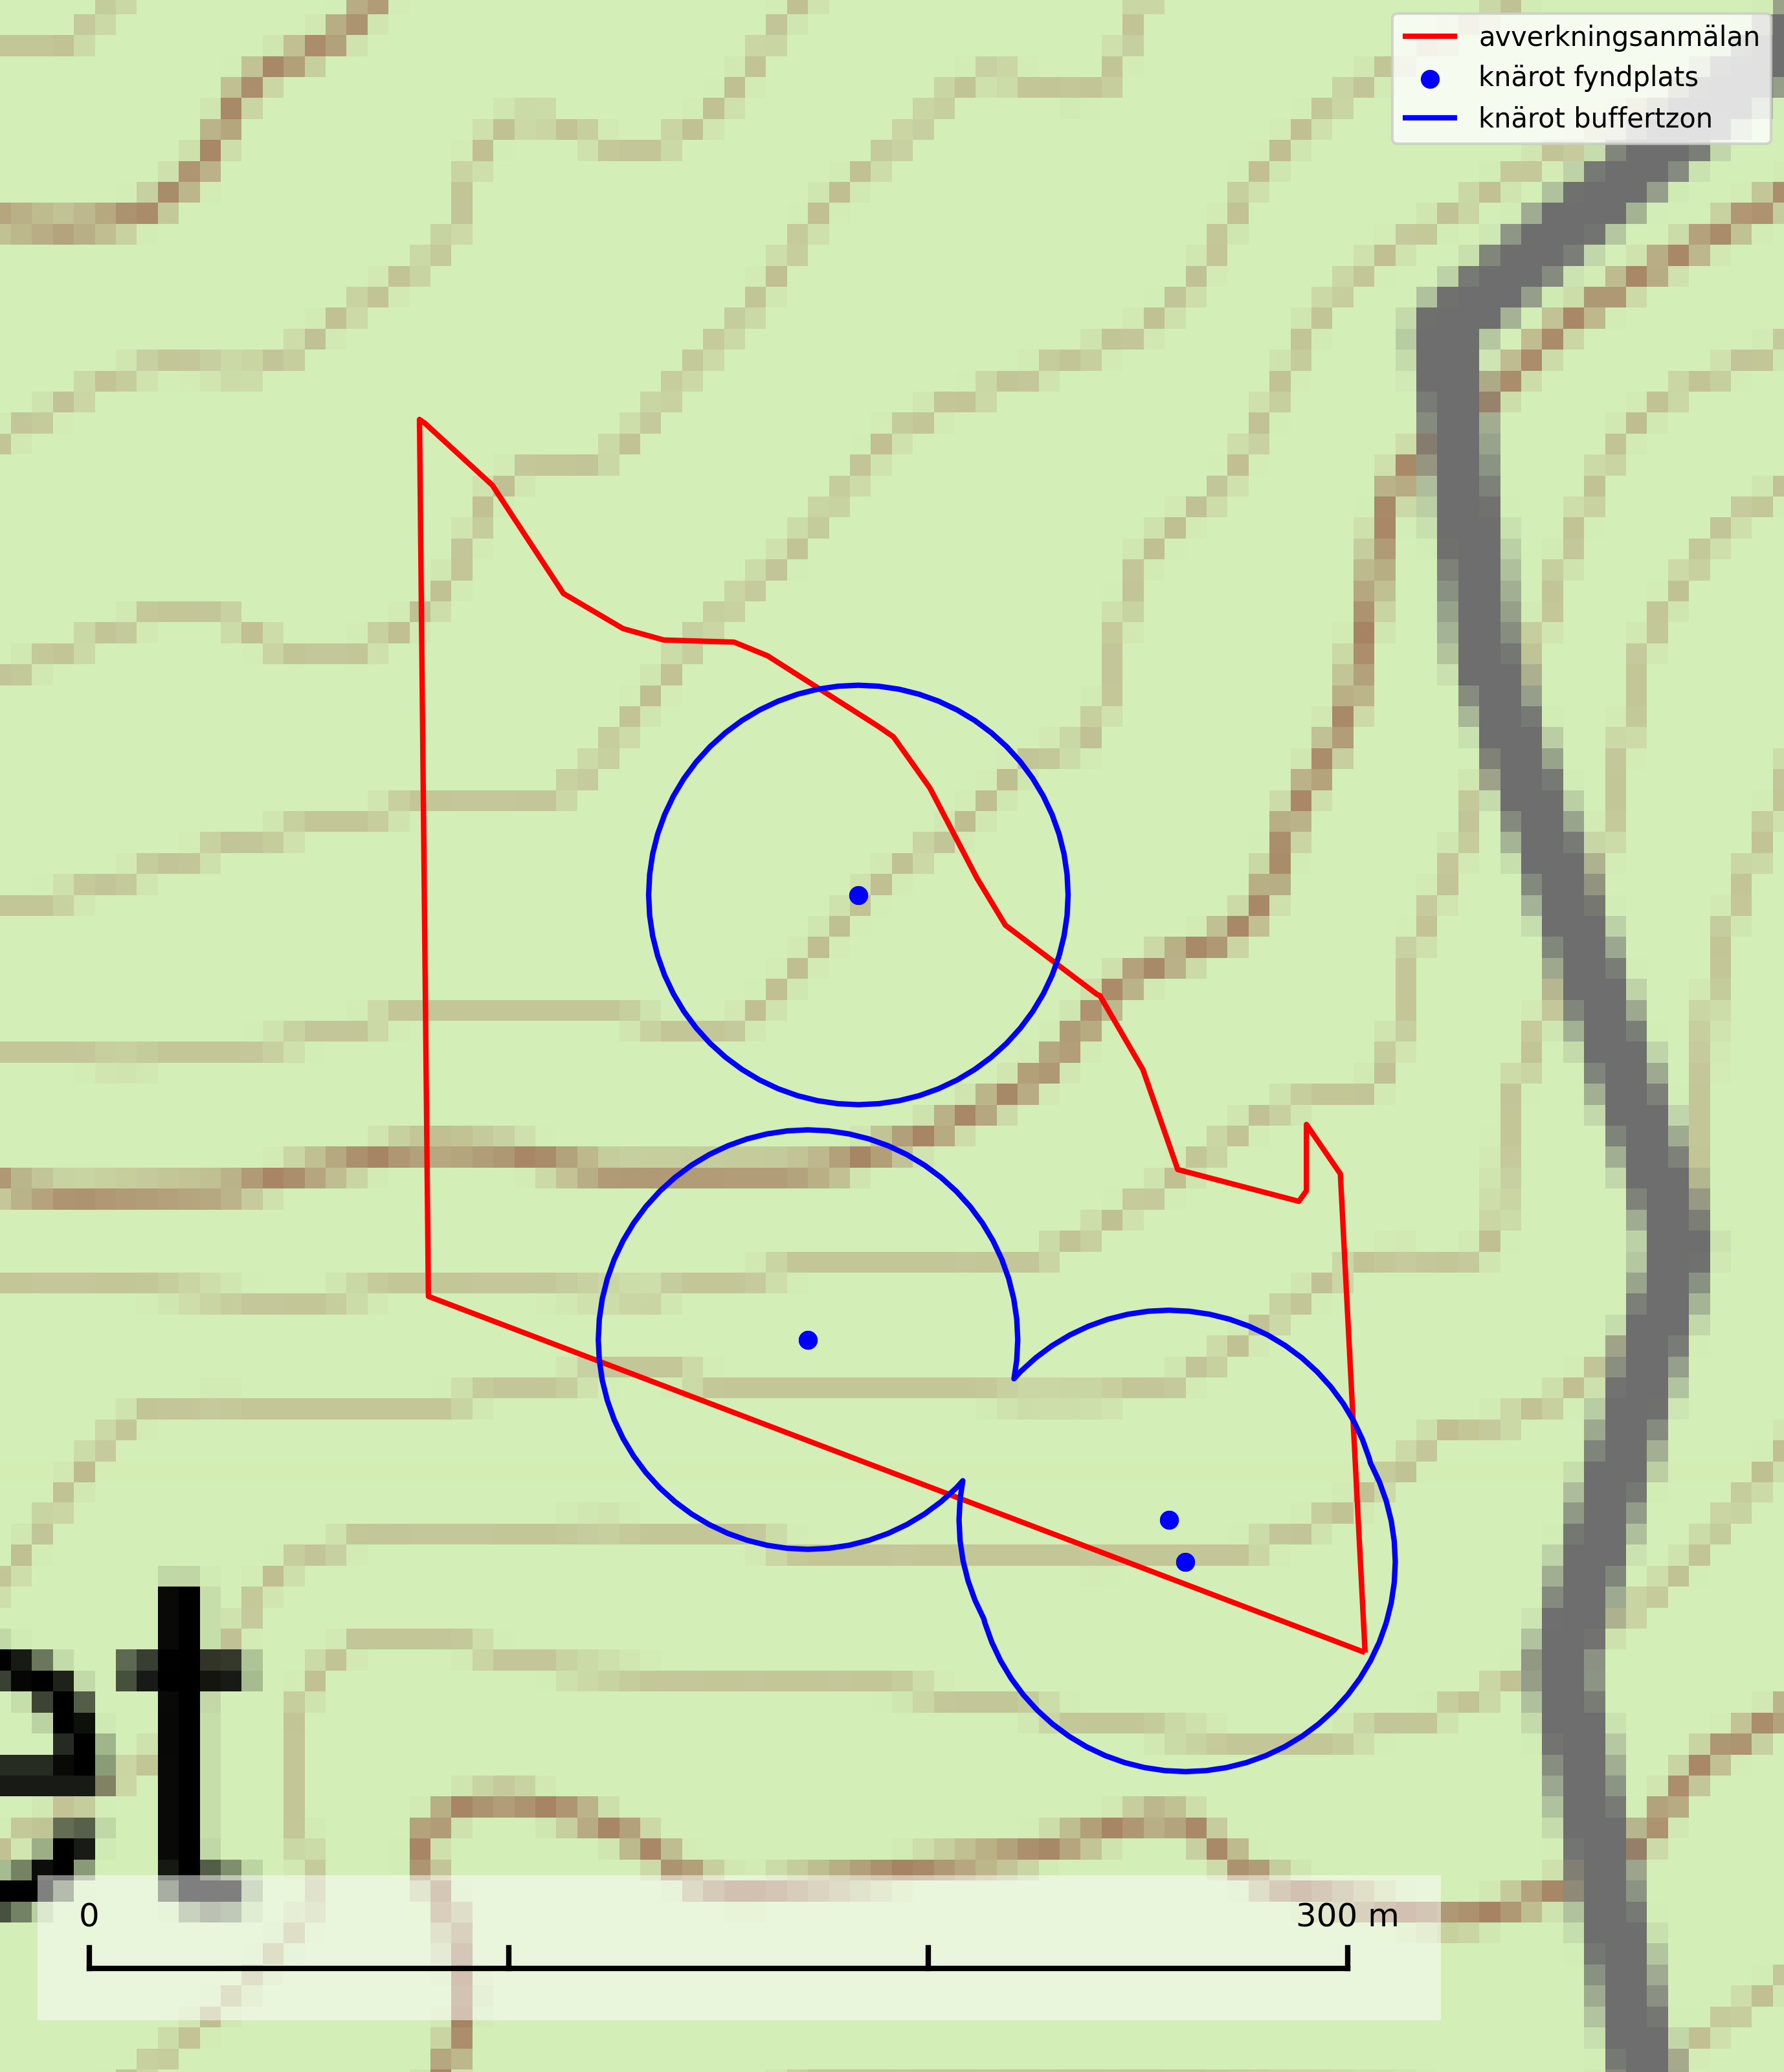 avverkningsanmälan
knärot fyndplats
knärot buffertzon
0 300 m